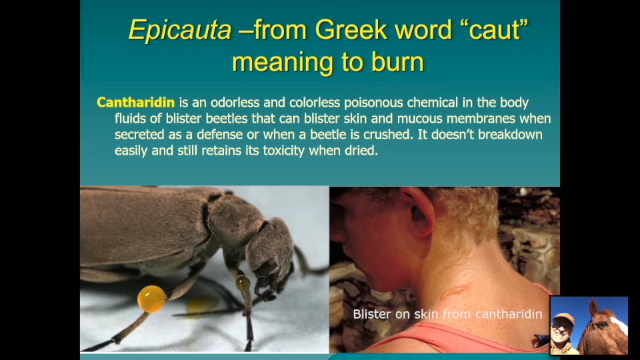 Epicauta –from Greek word “caut”
meaning to burn
Cantharidin is an odorless and colorless poisonous chemical in the body
fluids of blister beetles that can blister skin and mucous membranes when
secreted as a defense or when a beetle is crushed. It doesn’t breakdown
easily and still retains its toxicity when dried.
Blister on skin from cantharidin